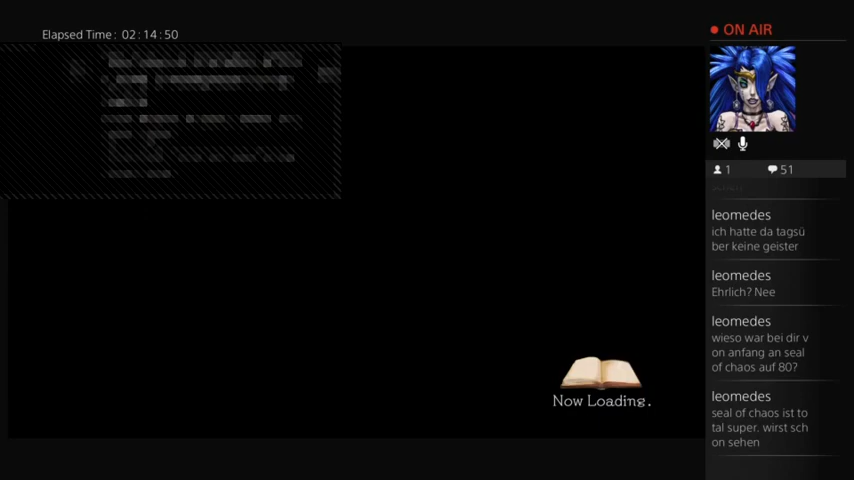 Elapsed Time: 02:14:50
ON AIR
1
51
leomedes
ich hatte da tagsü
ber keine geister
leomedes
Ehrlich? Nee
leomedes
wieso war bei dir v
on anfang an seal
of chaos auf 80?
leomedes
seal of chaos ist to
tal super. wirst sch
on sehen
Now Loading.